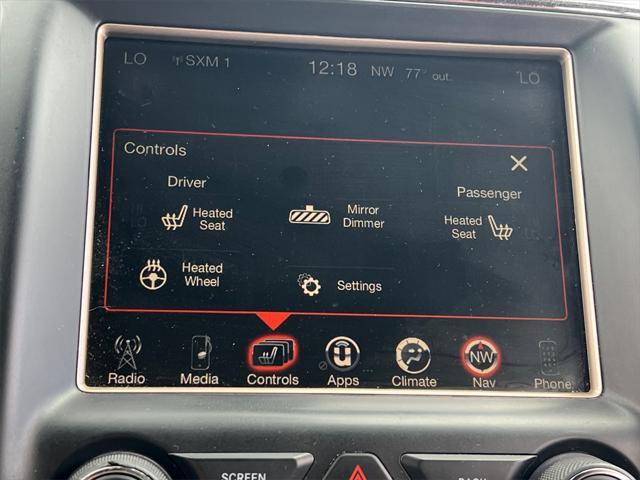 LO SXM 1 12:18 NW 77° out. LO
Controls
Driver
Passenger
Heated
Seat
Mirror
Dimmer
Heated
Seat
Heated
Wheel
Settings
NW
Radio Media Controls Apps Climate Nav Phone
SCREEN
BACK